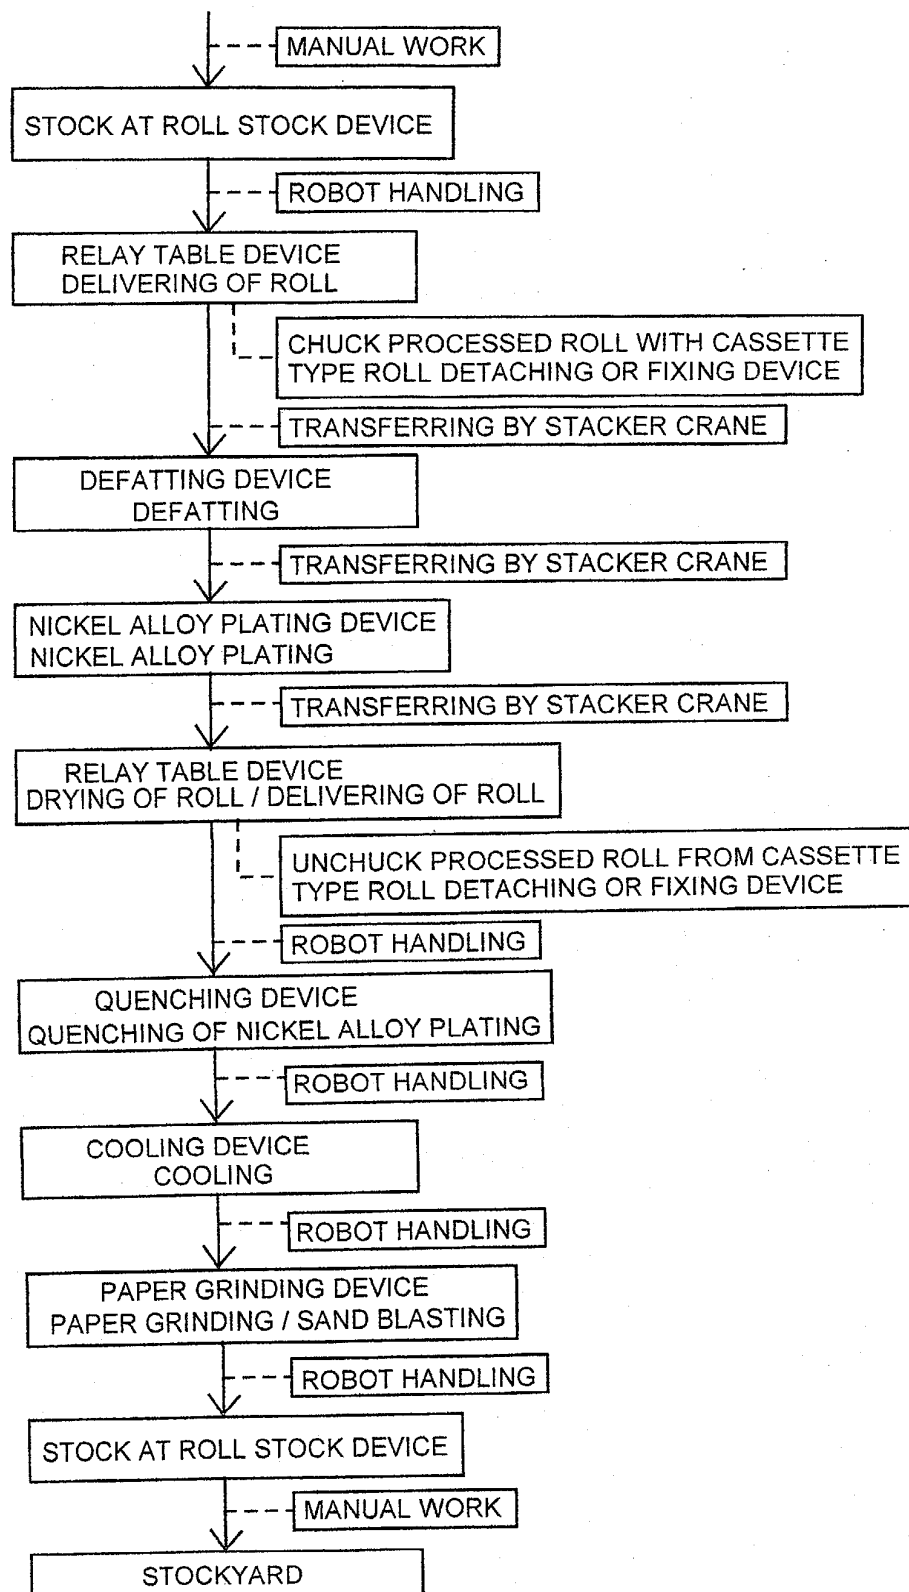 MANUAL WORK
STOCK AT ROLL STOCK DEVICE
ROBOT HANDLING
RELAY TABLE DEVICE
DELIVERING OF ROLL
CHUCK PROCESSED ROLL WITH CASSETTE
TYPE ROLL DETACHING OR FIXING DEVICE
TRANSFERRING BY STACKER CRANE
DEFATTING DEVICE
DEFATTING
TRANSFERRING BY STACKER CRANE
NICKEL ALLOY PLATING DEVICE
NICKEL ALLOY PLATING
TRANSFERRING BY STACKER CRANE
RELAY TABLE DEVICE
DRYING OF ROLL / DELIVERING OF ROLL
UNCHUCK PROCESSED ROLL FROM CASSETTE
TYPE ROLL DETACHING OR FIXING DEVICE
ROBOT HANDLING
QUENCHING DEVICE
QUENCHING OF NICKEL ALLOY PLATING
ROBOT HANDLING
COOLING DEVICE
COOLING
ROBOT HANDLING
PAPER GRINDING DEVICE
PAPER GRINDING / SAND BLASTING
ROBOT HANDLING
STOCK AT ROLL STOCK DEVICE
MANUAL WORK
STOCKYARD